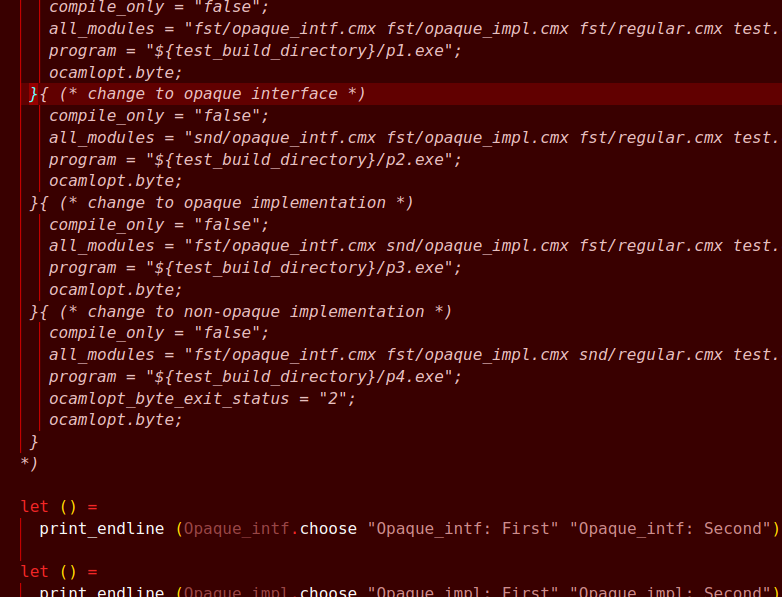 compile_only = "false";
all_modules = "fst/opaque_intf.cmx fst/opaque_impl.cmx fst/regular.cmx test.
program = "${test_build_directory}/p1.exe";
ocamlopt.byte;
}{ (* change to opaque interface *)
compile_only = "false";
all_modules = "snd/opaque_intf.cmx fst/opaque_impl.cmx fst/regular.cmx test.
program = "${test_build_directory}/p2.exe";
ocamlopt.byte;
}{ (* change to opaque implementation *)
compile_only = "false";
all_modules = "fst/opaque_intf.cmx snd/opaque_impl.cmx fst/regular.cmx test.
program = "${test_build_directory}/p3.exe";
ocamlopt.byte;
}{ (* change to non-opaque implementation *)
compile_only = "false";
all_modules = "fst/opaque_intf.cmx fst/opaque_impl.cmx snd/regular.cmx test.
program = "${test_build_directory}/p4.exe";
ocamlopt_byte_exit_status = "2";
ocamlopt.byte;
}
*)
let () =
print_endline (Opaque_intf.choose "Opaque_intf: First" "Opaque_intf: Second")
let () =
print_endline (Opaque_impl.choose "Opaque_impl: First" "Opaque_impl: Second")